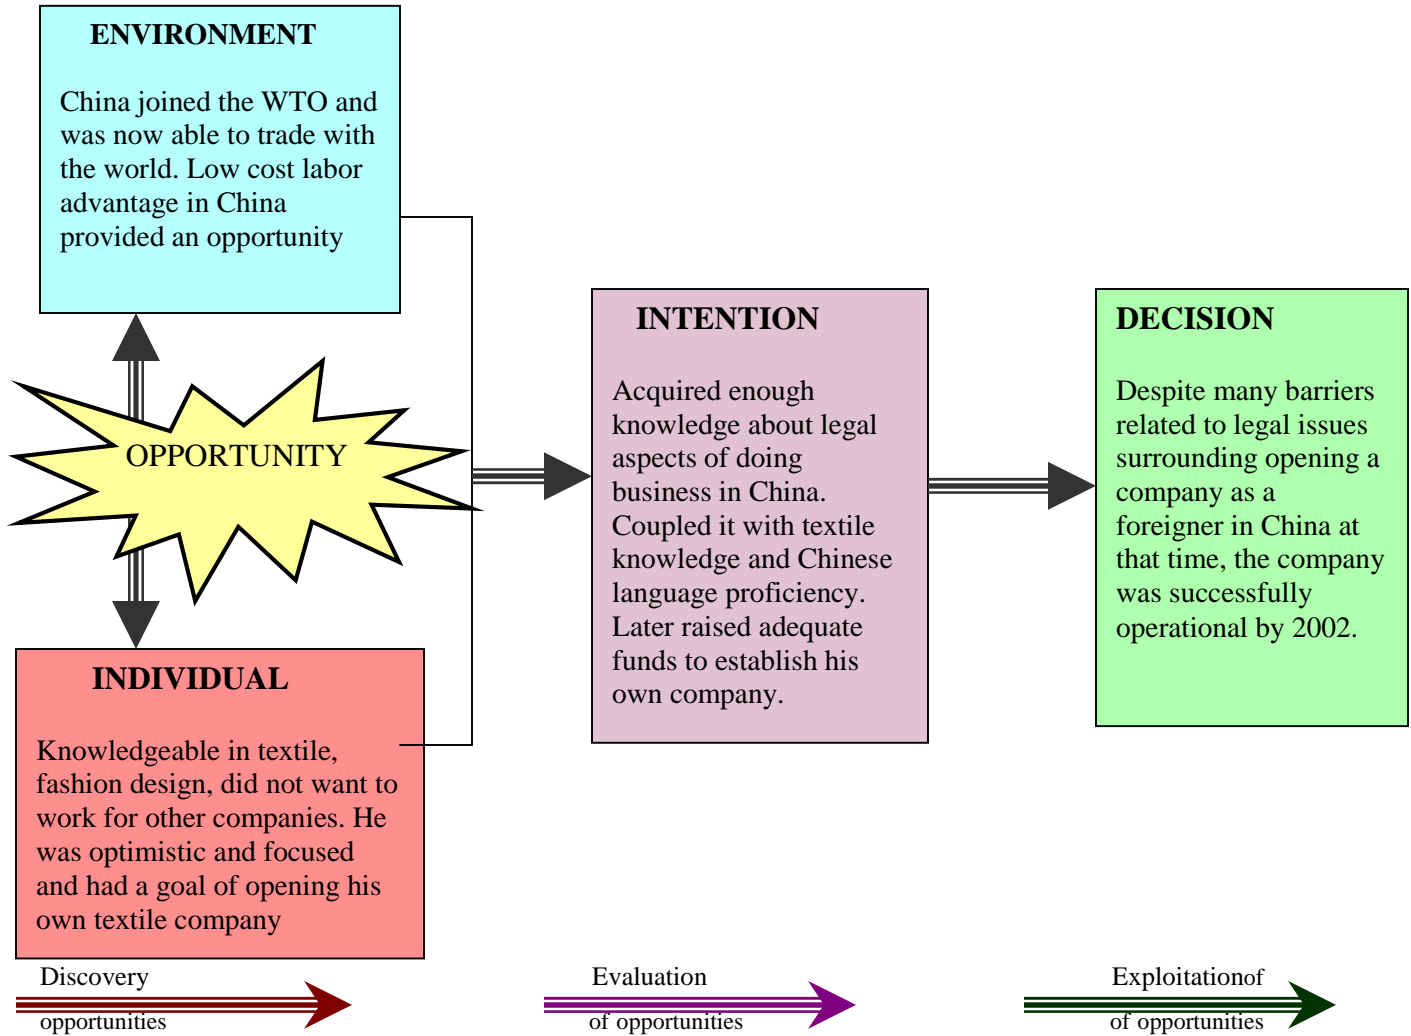 ENVIRONMENT
China joined the WTO and
was now able to trade with
the world. Low cost labor
advantage in China
provided an opportunity
OPPORTUNITY
INDIVIDUAL
Knowledgeable in textile,
fashion design, did not want to
work for other companies. He
was optimistic and focused
and had a goal of opening his
own textile company
INTENTION
Acquired enough
knowledge about legal
aspects of doing
business in China.
Coupled it with textile
knowledge and Chinese
language proficiency.
Later raised adequate
funds to establish his
own company.
DECISION
Despite many barriers
related to legal issues
surrounding opening a
company as a
foreigner in China at
that time, the company
was successfully
operational by 2002.
Discovery
opportunities
Evaluation
of opportunities
Exploitationof
of opportunities